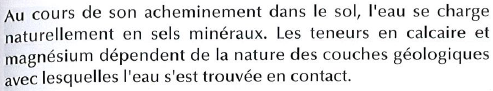 Au cours de son acheminement dans le sol, l'eau se charge
naturellement en sels minéraux. Les teneurs en calcaire et
magnésium dépendent de la nature des couches géologiques
avec lesquelles l'eau s'est trouvée en contact.